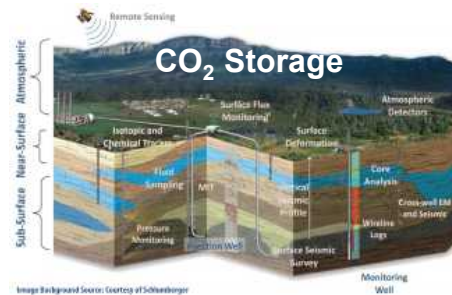 Remote Sensing
CO₂ Storage
Atmospheric
Surface Flux
Monitoring
Atmospheric
Detectors
Isotopic and
Chemical Tracers
Surface
Deformation
Near-Surface
Fluid
Sampling
MIT
Seismic
Profile
Core
Analysis
Cross-well EM
and Seismic
Wireline
Logs
Sub-Surface
Pressure
Monitoring
Injection Well
Surface Seismic
Survey
Monitoring
Well
Image Background Source: Courtesy of Schlumberger